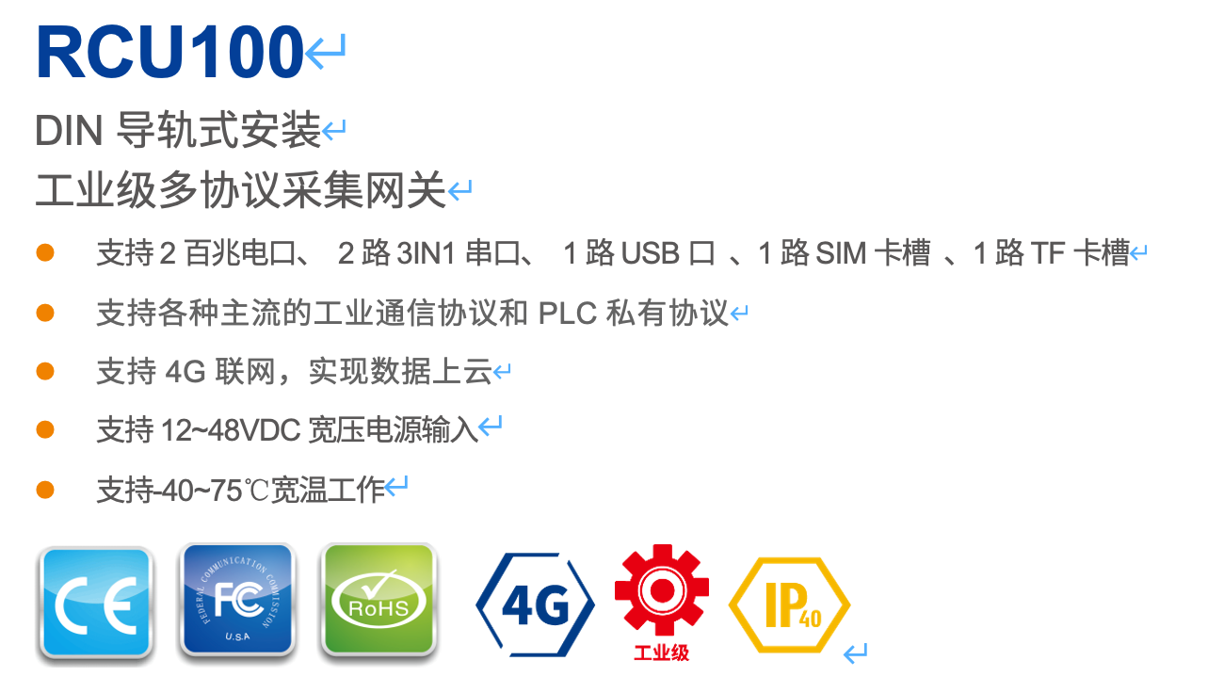 RCU100
DIN 导轨式安装
工业级多协议采集网关
支持 2 百兆电口、 2 路 3IN1 串口、 1 路 USB 口 、1 路 SIM 卡槽 、1 路 TF 卡槽
支持各种主流的工业通信协议和 PLC 私有协议
支持 4G 联网，实现数据上云
支持 12~48VDC 宽压电源输入
支持-40~75℃宽温工作
CE
FEDERAL COMMUNICATION COMMISSION
FC
U.S.A
RoHS
4G
工业级
IP40